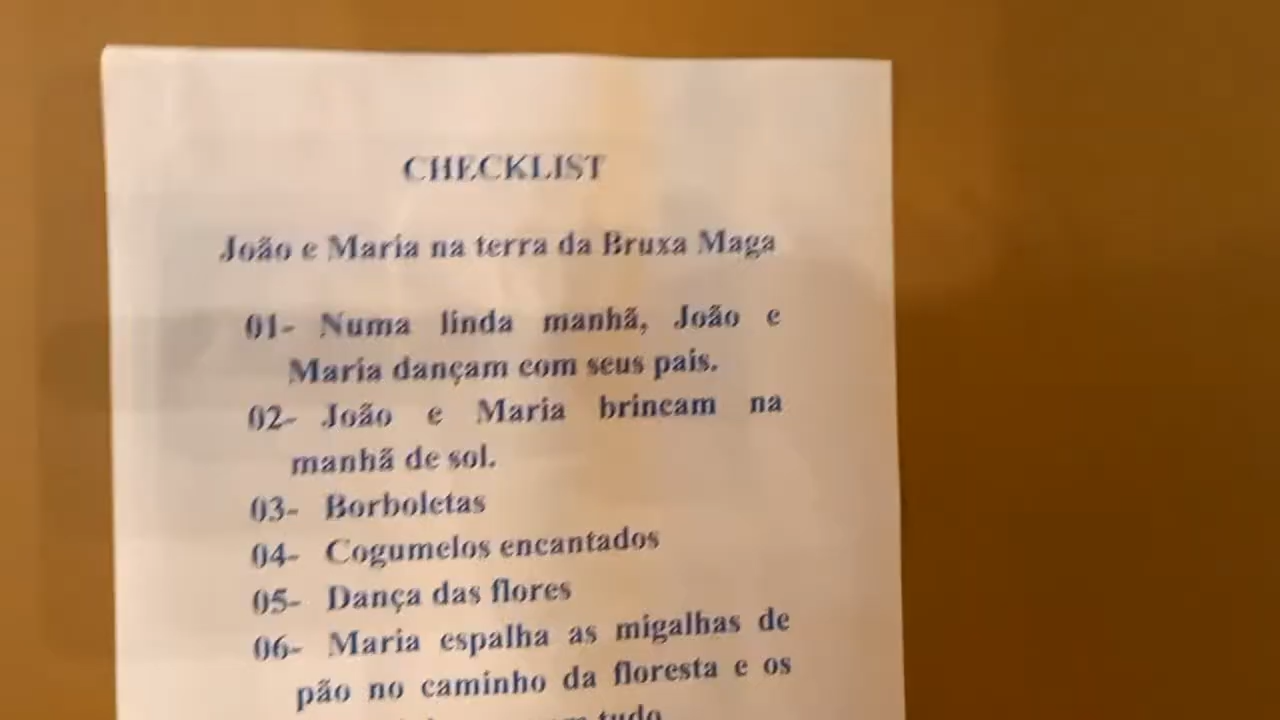 CHECKLIST
João e Maria na terra da Bruxa Maga
01- Numa linda manhã, João e
Maria dançam com seus pais.
02- João e Maria brincam na
manhã de sol.
03- Borboletas
04- Cogumelos encantados
05- Dança das flores
06- Maria espalha as migalhas de
pão no caminho da floresta e os
tudo